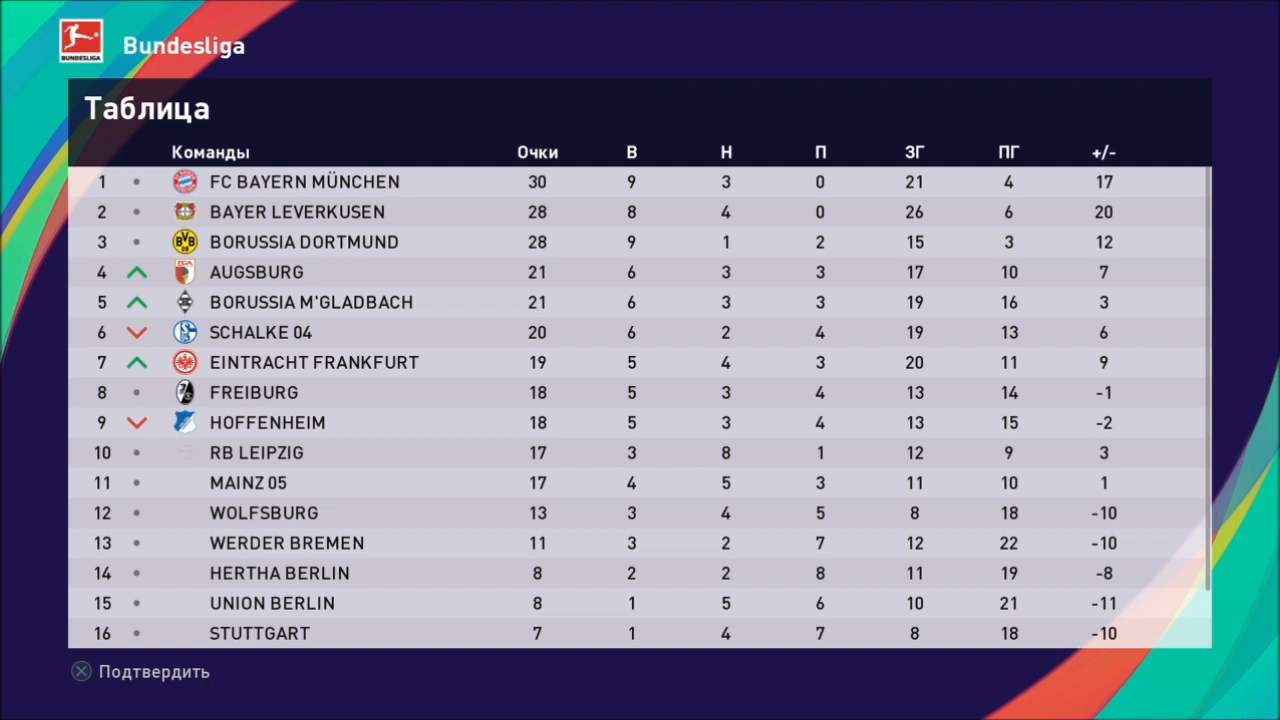 BUNDESLIGA
Bundesliga
Таблица
Команды Очки В Н П ЗГ ПГ +/-
1 FC BAYERN MÜNCHEN 30 9 3 0 21 4 17
2 BAYER LEVERKUSEN 28 8 4 0 26 6 20
3 BVB 09 BORUSSIA DORTMUND 28 9 1 2 15 3 12
4 AUGSBURG 21 6 3 3 17 10 7
5 BORUSSIA M'GLADBACH 21 6 3 3 19 16 3
6 SCHALKE 04 20 6 2 4 19 13 6
7 EINTRACHT FRANKFURT 19 5 4 3 20 11 9
8 FREIBURG 18 5 3 4 13 14 -1
9 HOFFENHEIM 18 5 3 4 13 15 -2
10 RB LEIPZIG 17 3 8 1 12 9 3
11 MAINZ 05 17 4 5 3 11 10 1
12 WOLFSBURG 13 3 4 5 8 18 -10
13 WERDER BREMEN 11 3 2 7 12 22 -10
14 HERTHA BERLIN 8 2 2 8 11 19 -8
15 UNION BERLIN 8 1 5 6 10 21 -11
16 STUTTGART 7 1 4 7 8 18 -10
Подтвердить